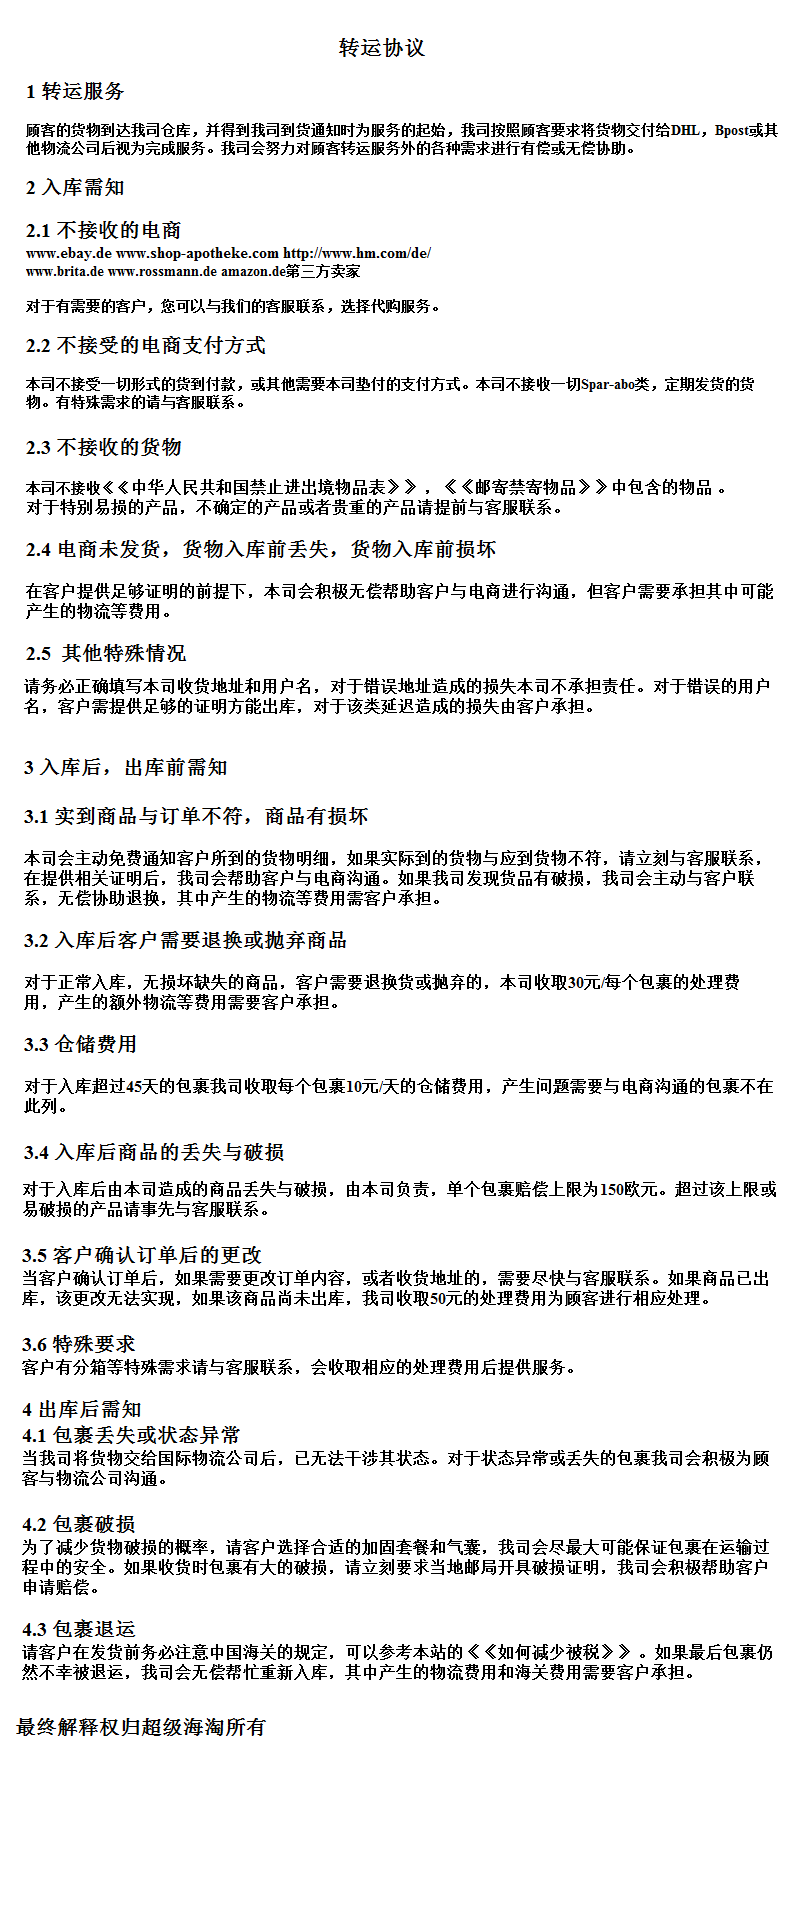 转运协议
1 转运服务
顾客的货物到达我司仓库，并得到我司到货通知时为服务的起始，我司按照顾客要求将货物交付给DHL，Bpost或其
他物流公司后视为完成服务。我司会努力对顾客转运服务外的各种需求进行有偿或无偿协助。
2 入库需知
2.1 不接收的电商
www.ebay.de www.shop-apotheke.com http://www.hm.com/de/
www.brita.de www.rossmann.de amazon.de第三方卖家
对于有需要的客户，您可以与我们的客服联系，选择代购服务。
2.2 不接受的电商支付方式
本司不接受一切形式的货到付款，或其他需要本司垫付的支付方式。本司不接收一切Spar-abo类，定期发货的货
物。有特殊需求的请与客服联系。
2.3 不接收的货物
本司不接收《《中华人民共和国禁止进出境物品表》》，《《邮寄禁寄物品》》中包含的物品 。
对于特别易损的产品，不确定的产品或者贵重的产品请提前与客服联系。
2.4 电商未发货，货物入库前丢失，货物入库前损坏
在客户提供足够证明的前提下，本司会积极无偿帮助客户与电商进行沟通，但客户需要承担其中可能
产生的物流等费用。
2.5 其他特殊情况
请务必正确填写本司收货地址和用户名，对于错误地址造成的损失本司不承担责任。对于错误的用户
名，客户需提供足够的证明方能出库，对于该类延迟造成的损失由客户承担。
3 入库后，出库前需知
3.1 实到商品与订单不符，商品有损坏
本司会主动免费通知客户所到的货物明细，如果实际到的货物与应到货物不符，请立刻与客服联系，
在提供相关证明后，我司会帮助客户与电商沟通。如果我司发现货品有破损，我司会主动与客户联
系，无偿协助退换，其中产生的物流等费用需客户承担。
3.2 入库后客户需要退换或抛弃商品
对于正常入库，无损坏缺失的商品，客户需要退换货或抛弃的，本司收取30元/每个包裹的处理费
用，产生的额外物流等费用需要客户承担。
3.3 仓储费用
对于入库超过45天的包裹我司收取每个包裹10元/天的仓储费用，产生问题需要与电商沟通的包裹不在
此列。
3.4 入库后商品的丢失与破损
对于入库后由本司造成的商品丢失与破损，由本司负责，单个包裹赔偿上限为150欧元。超过该上限或
易破损的产品请事先与客服联系。
3.5 客户确认订单后的更改
当客户确认订单后，如果需要更改订单内容，或者收货地址的，需要尽快与客服联系。如果商品已出
库，该更改无法实现，如果该商品尚未出库，我司收取50元的处理费用为顾客进行相应处理。
3.6 特殊要求
客户有分箱等特殊需求请与客服联系，会收取相应的处理费用后提供服务。
4 出库后需知
4.1 包裹丢失或状态异常
当我司将货物交给国际物流公司后，已无法干涉其状态。对于状态异常或丢失的包裹我司会积极为顾
客与物流公司沟通。
4.2 包裹破损
为了减少货物破损的概率，请客户选择合适的加固套餐和气囊，我司会尽最大可能保证包裹在运输过
程中的安全。如果收货时包裹有大的破损，请立刻要求当地邮局开具破损证明，我司会积极帮助客户
申请赔偿。
4.3 包裹退运
请客户在发货前务必注意中国海关的规定，可以参考本站的《《如何减少被税》》 。如果最后包裹仍
然不幸被退运，我司会无偿帮忙重新入库，其中产生的物流费用和海关费用需要客户承担。
最终解释权归超级海淘所有